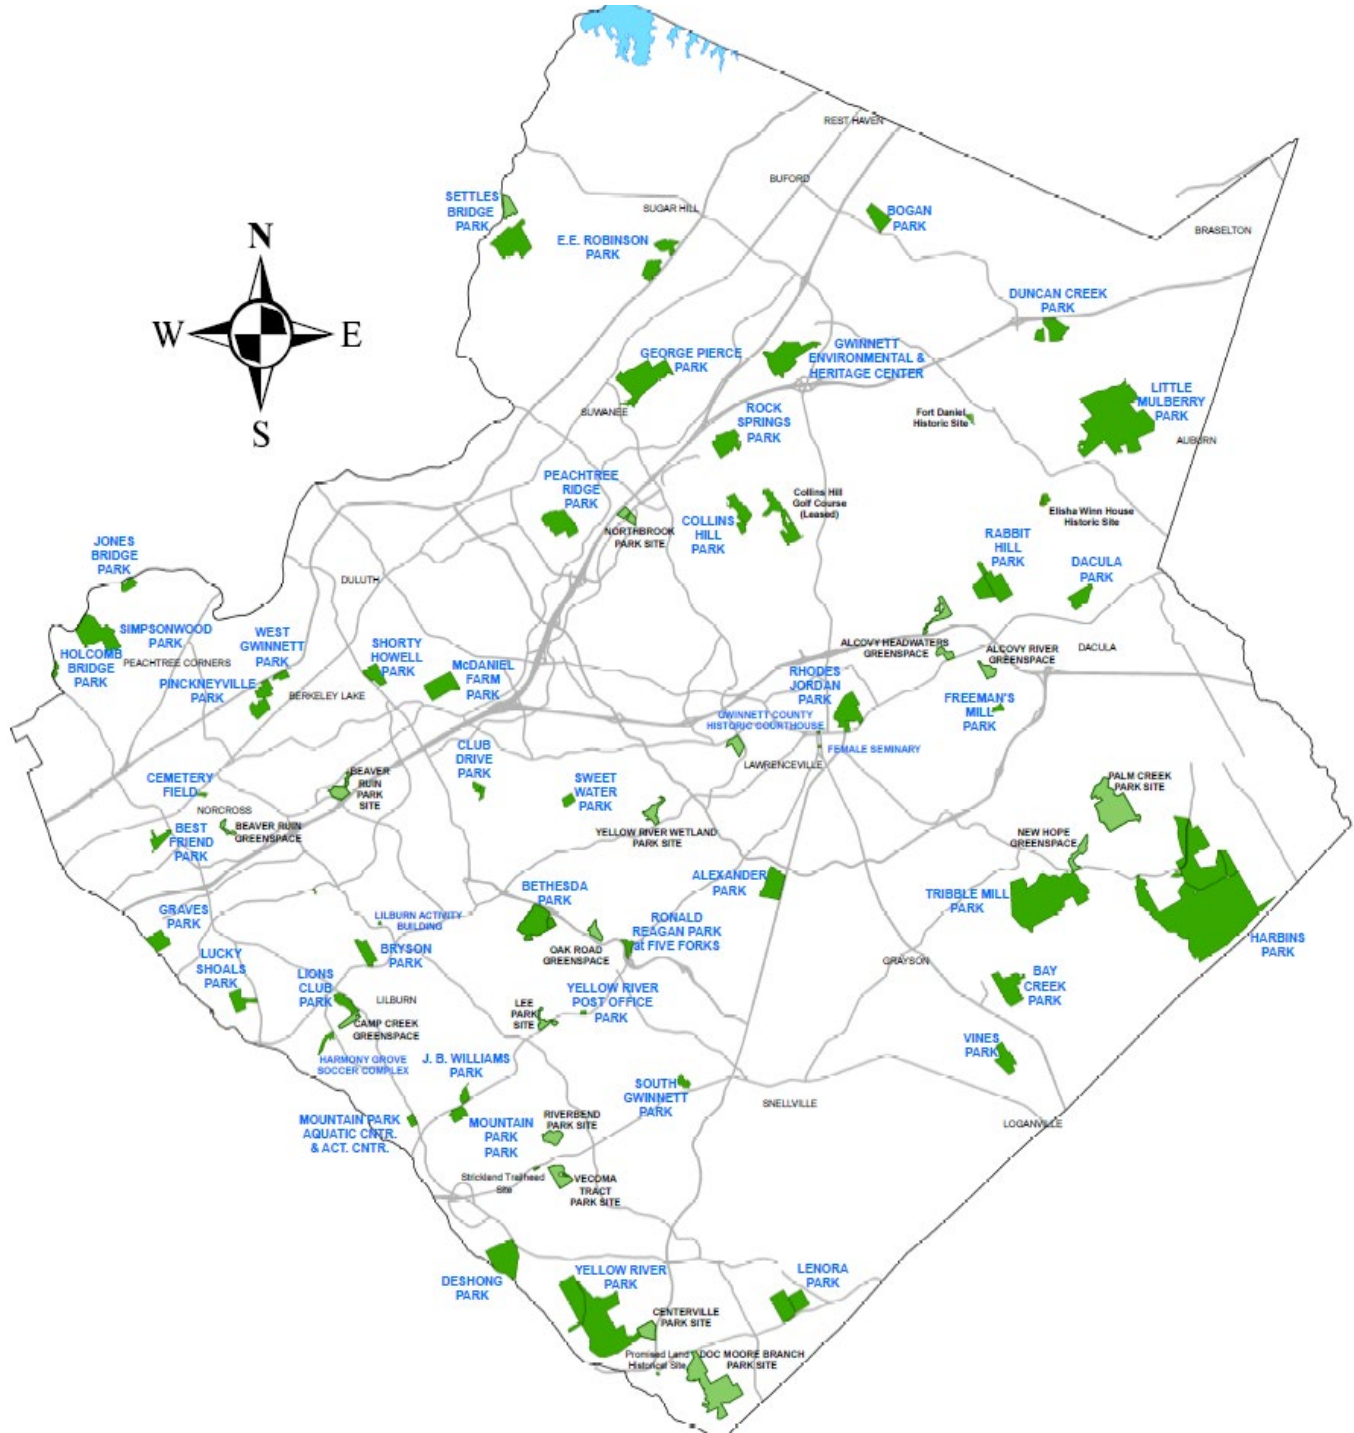 REST HAVEN
BUFORD
SETTLES
BRIDGE
PARK
SUGAR HILL
BOGAN
PARK
BRASELTON
N
W
E
S
E.E. ROBINSON
PARK
DUNCAN CREEK
PARK
GEORGE PIERCE
PARK
GWINNETT
ENVIRONMENTAL &
HERITAGE CENTER
SUWANEE
ROCK
SPRINGS
PARK
Fort Daniel
Historic Site
LITTLE
MULBERRY
PARK
AUBURN
PEACHTREE
RIDGE
PARK
NORTHBROOK
PARK SITE
COLLINS
HILL
PARK
Collins Hill
Golf Course
(Leased)
Elisha Winn House
Historic Site
RABBIT
HILL
PARK
DACULA
PARK
JONES
BRIDGE
PARK
DULUTH
SIMPSONWOOD
PARK
HOLCOMB
BRIDGE
PARK
PEACHTREE CORNERS
WEST
GWINNETT
PARK
PINCKNEYVILLE
PARK
BERKELEY LAKE
SHORTY
HOWELL
PARK
McDANIEL
FARM
PARK
ALCOVY HEADWATERS
GREENSPACE
ALCOVY RIVER
GREENSPACE
DACULA
RHODES
JORDAN
PARK
FREEMAN'S
MILL
PARK
GWINNETT COUNTY
HISTORIC COURTHOUSE
FEMALE SEMINARY
LAWRENCEVILLE
CLUB
DRIVE
PARK
SWEET
WATER
PARK
YELLOW RIVER WETLAND
PARK SITE
CEMETERY
FIELD
NORCROSS
BEAVER
RUIN
PARK
SITE
BEAVER RUIN
GREENSPACE
BEST
FRIEND
PARK
PALM CREEK
PARK SITE
NEW HOPE
GREENSPACE
TRIBBLE MILL
PARK
HARBINS
PARK
ALEXANDER
PARK
BETHESDA
PARK
RONALD
REAGAN PARK
at FIVE FORKS
OAK ROAD
GREENSPACE
GRAVES
PARK
LILBURN ACTIVITY
BUILDING
BRYSON
PARK
LUCKY
SHOALS
PARK
LIONS
CLUB
PARK
LILBURN
CAMP CREEK
GREENSPACE
HARMONY GROVE
SOCCER COMPLEX
LEE
PARK
SITE
YELLOW RIVER
POST OFFICE
PARK
GRAYSON
BAY
CREEK
PARK
VINES
PARK
J. B. WILLIAMS
PARK
SOUTH
GWINNETT
PARK
SNELLVILLE
LOGANVILLE
MOUNTAIN PARK
AQUATIC CNTR.
& ACT. CNTR.
MOUNTAIN
PARK
PARK
RIVERBEND
PARK SITE
Strickland Trailhead
Site
VECOMA
TRACT
PARK SITE
DESHONG
PARK
YELLOW RIVER
PARK
LENORA
PARK
CENTERVILLE
PARK SITE
Promised Land
Historical Site
DOC MOORE BRANCH
PARK SITE